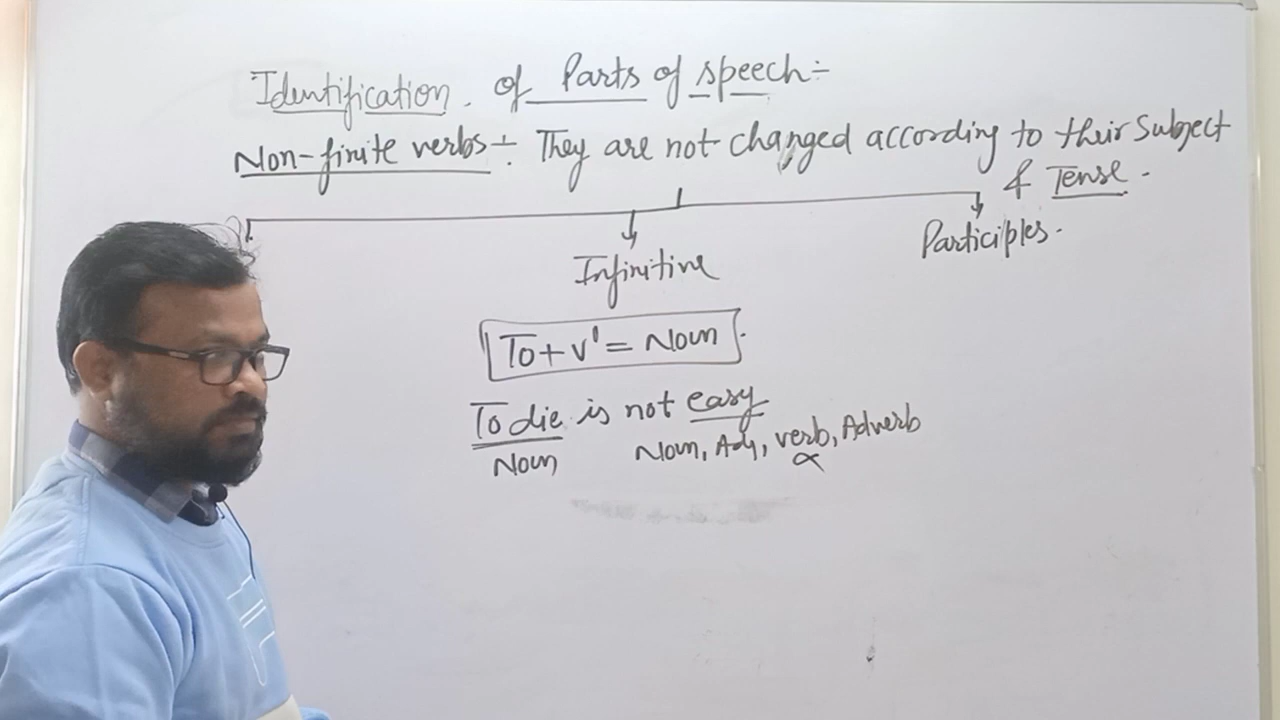 Identification of Parts of speech:-
Non-finite verbs:- They are not changed according to their Subject
& Tense.
Infinitive
Participles.
To + V¹ = Noun
To die is not easy
Noun
Noun, Adj, verb, Adverb
×